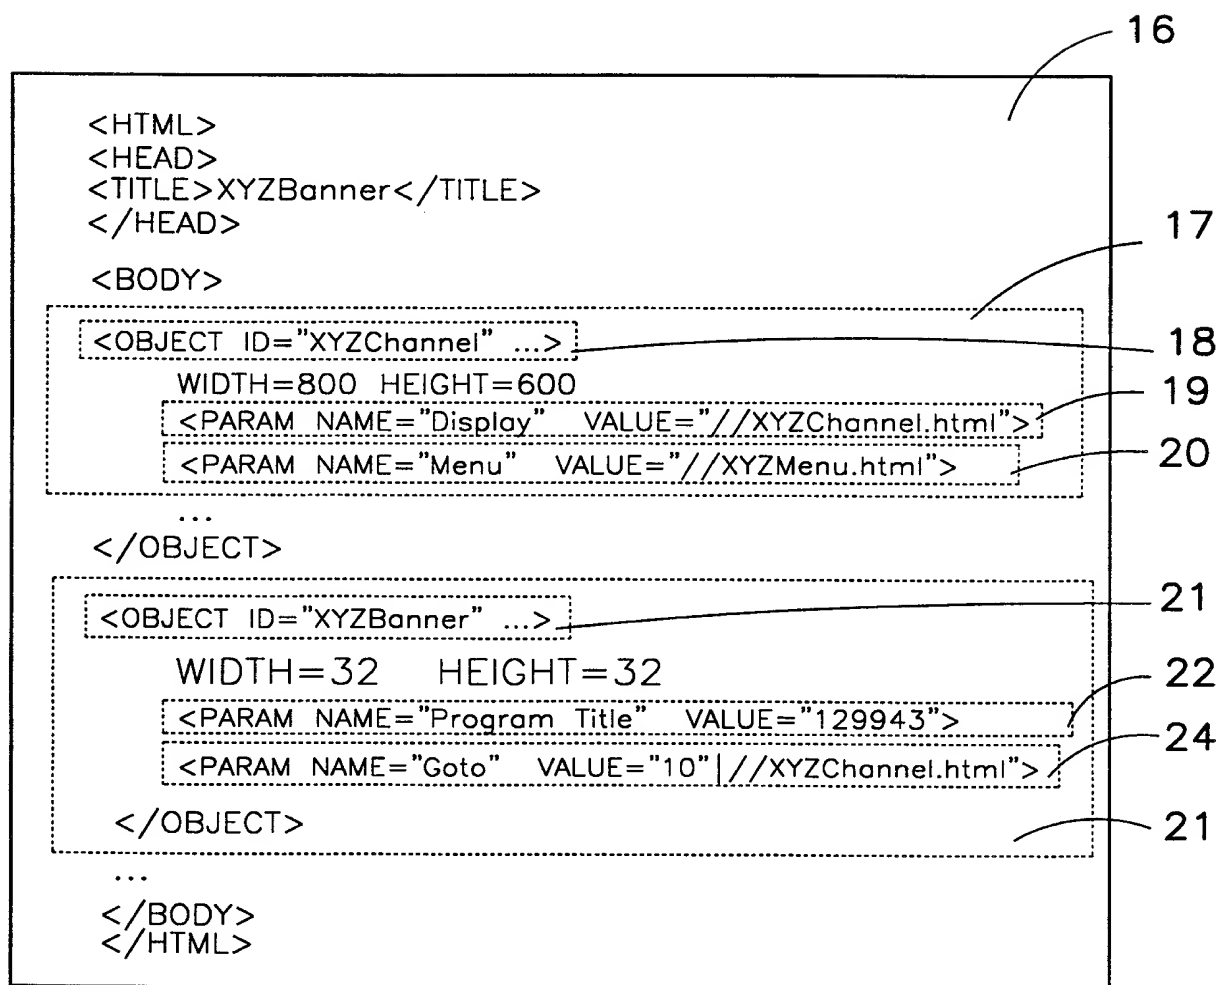 16
<HTML>
<HEAD>
<TITLE>XYZBanner</TITLE>
</HEAD>
17
<BODY>
<OBJECT ID="XYZChannel" ...>
18
WIDTH=800 HEIGHT=600
19
<PARAM NAME="Display" VALUE="//XYZChannel.html">
20
<PARAM NAME="Menu" VALUE="//XYZMenu.html">
...
</OBJECT>
21
<OBJECT ID="XYZBanner" ...>
WIDTH=32 HEIGHT=32
22
<PARAM NAME="Program Title" VALUE="129943">
24
<PARAM NAME="Goto" VALUE="10"|//XYZChannel.html">
</OBJECT>
21
...
</BODY>
</HTML>